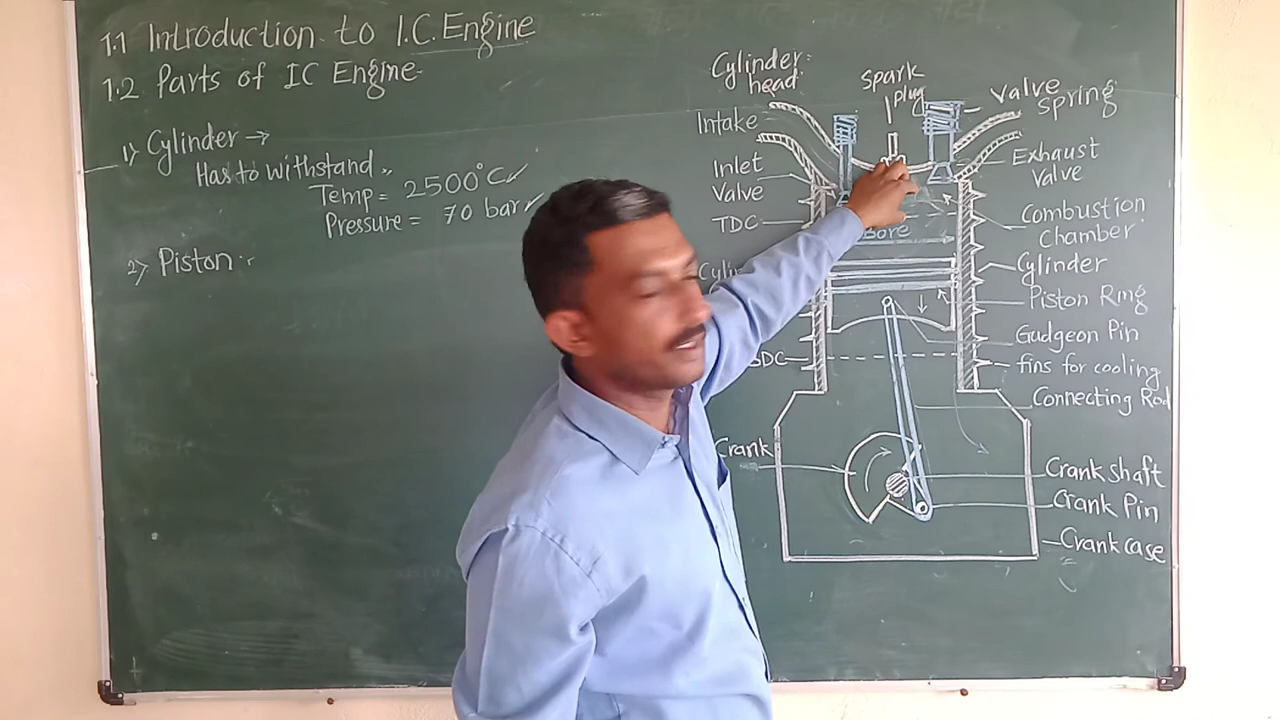 1.1 Introduction to I.C. Engine
1.2 Parts of IC Engine
1) Cylinder →
Has to withstand
Temp = 2500°C ✓
Pressure = 70 bar ✓
2) Piston
Cylinder
head
Spark
plug
Valve
Spring
Intake
Inlet
Valve
Exhaust
Valve
TDC
Combustion
Chamber
Bore
Cylinder
Piston Ring
Gudgeon Pin
fins for cooling
Connecting Rod
Crank
Crank shaft
Crank Pin
Crank case